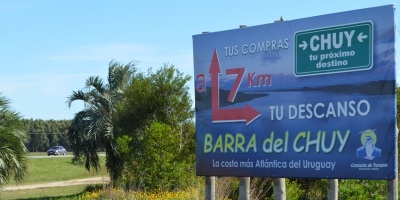 TUS COMPRAS
CHUY
tu próximo
destino
a 7 Km
TU DESCANSO
BARRA del CHUY
La costa más Atlántica del Uruguay
Comisión de Turismo